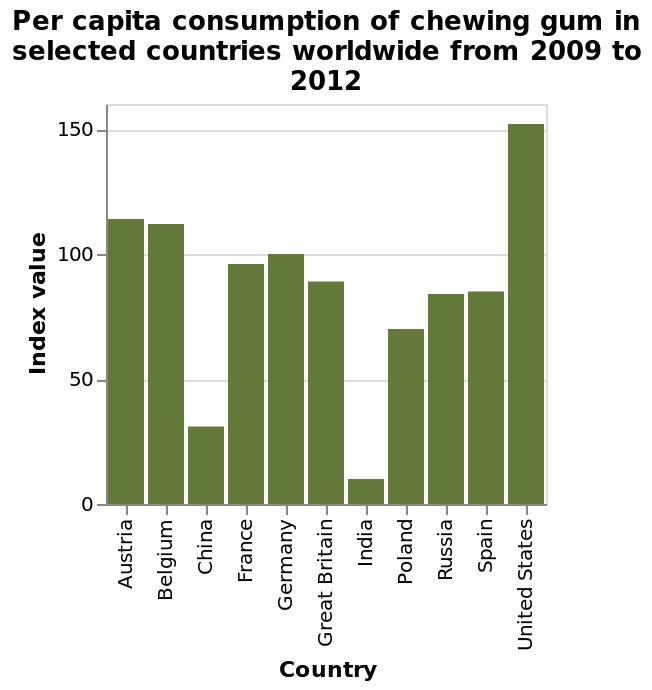 Per capita consumption of chewing gum in
selected countries worldwide from 2009 to
2012
Index value
150
100
50
0
Austria
Belgium
China
France
Germany
Great Britain
India
Poland
Russia
Spain
United States
Country